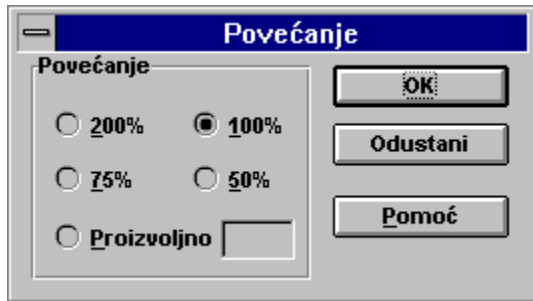 Povećanje
Povećanje
200% 100%
75% 50%
Proizvoljno
OK
Odustani
Pomoć